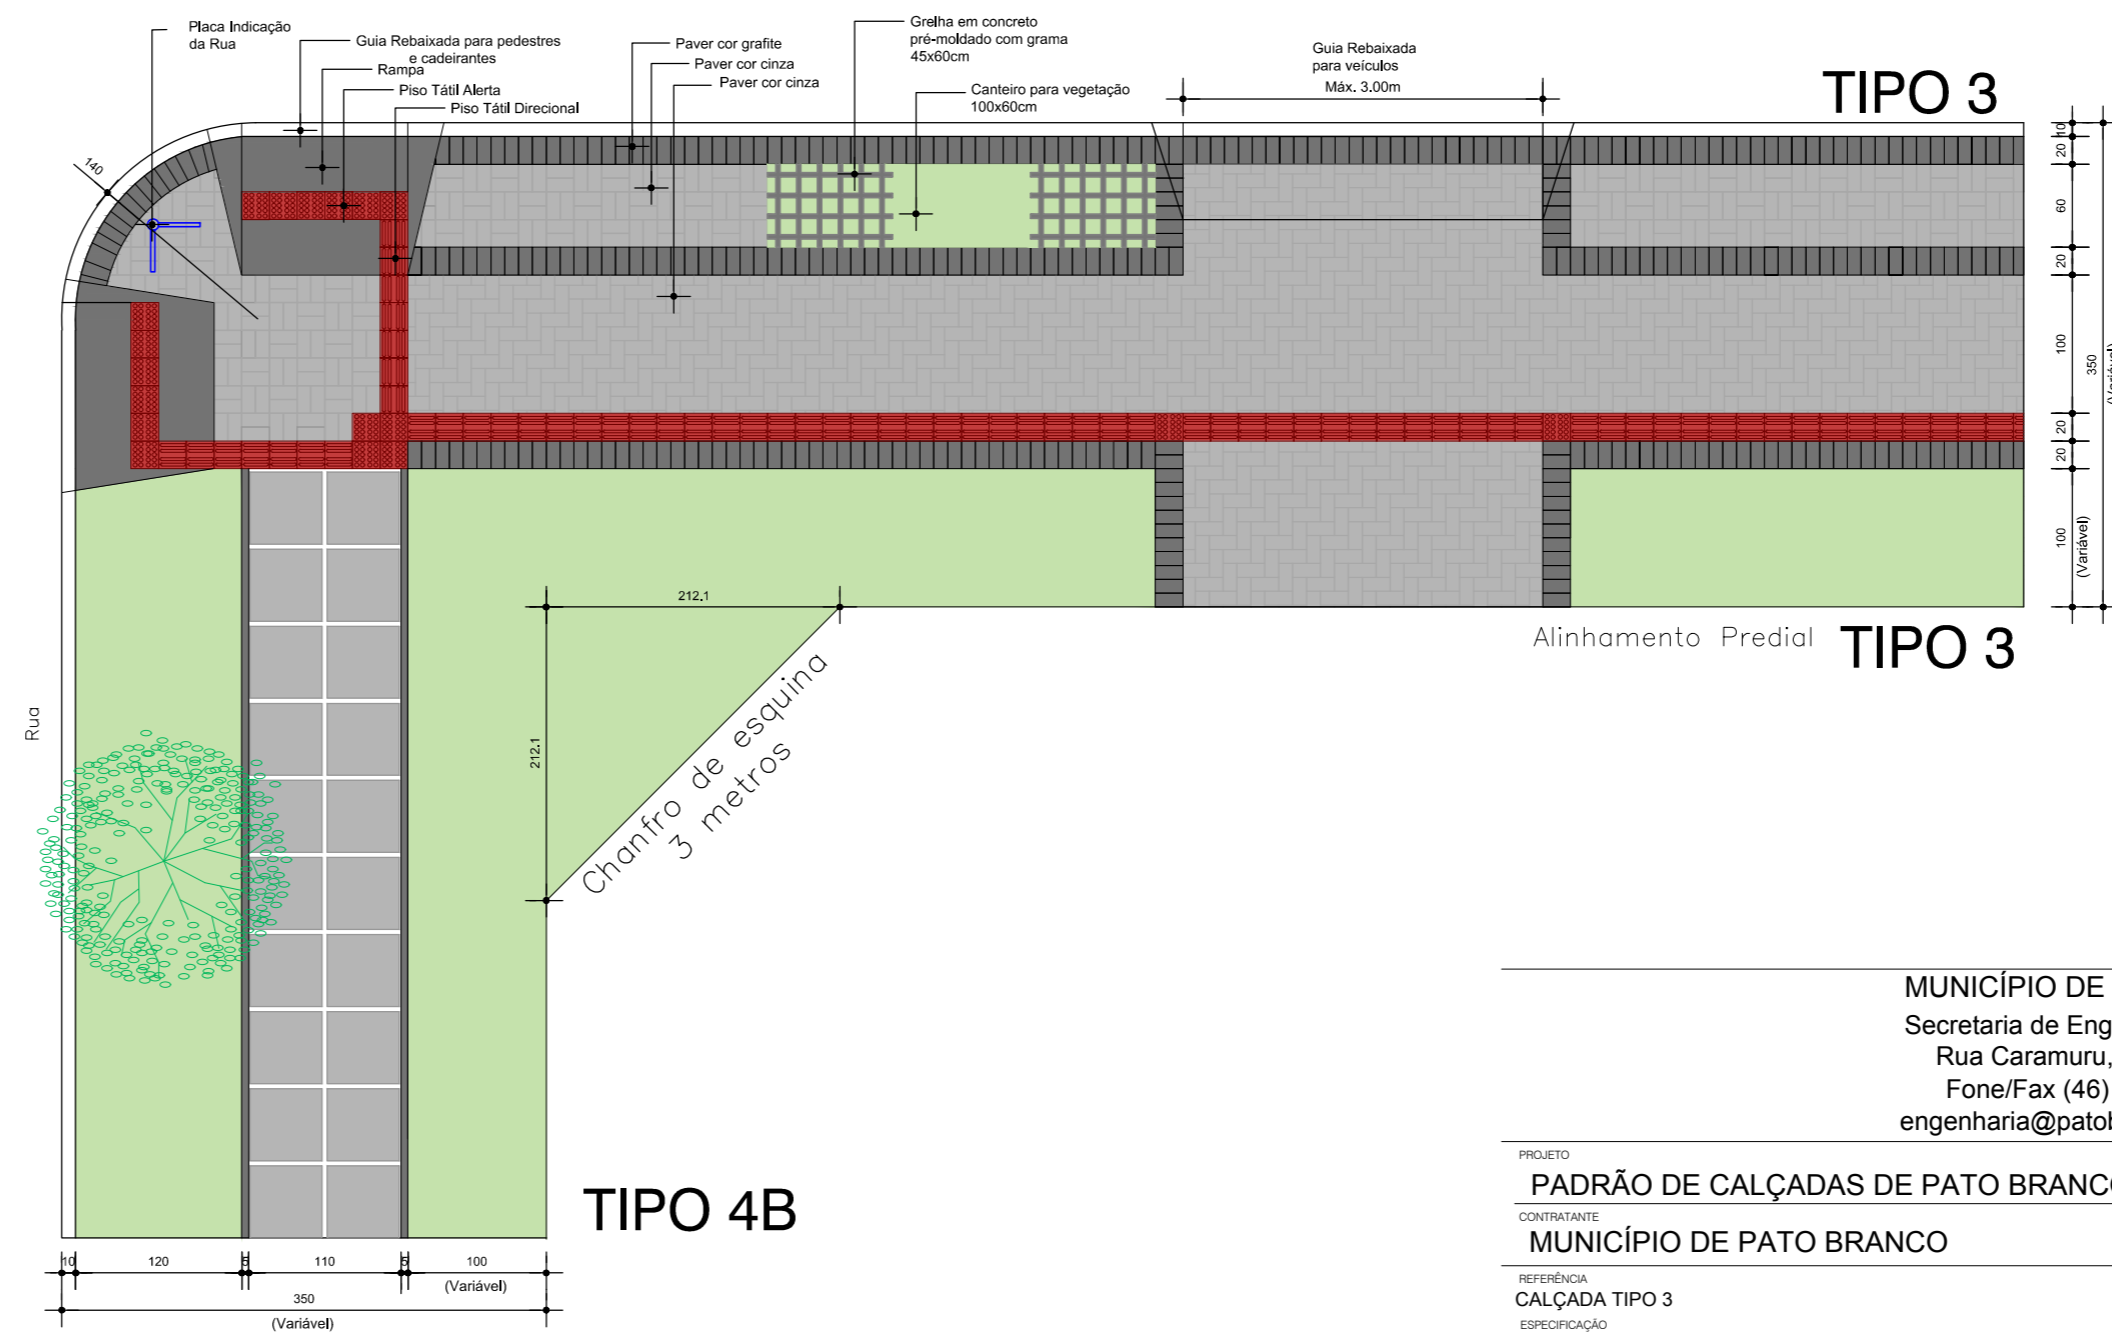 Placa Indicação
da Rua
Guia Rebaixada para pedestres
e cadeirantes
Rampa
Piso Tátil Alerta
Piso Tátil Direcional
Paver cor grafite
Paver cor cinza
Paver cor cinza
Grelha em concreto
pré-moldado com grama
45x60cm
Canteiro para vegetação
100x60cm
Guia Rebaixada
para veículos
Máx. 3.00m
TIPO 3
140
10
20
60
20
100
20
20
100
(Variável)
350
(Variável)
Alinhamento Predial
TIPO 3
212.1
212.1
Chanfro de esquina
3 metros
Rua
TIPO 4B
10
120
5
110
5
100
(Variável)
350
(Variável)
MUNICÍPIO DE
Secretaria de Eng
Rua Caramuru,
Fone/Fax (46)
engenharia@patob
PROJETO
PADRÃO DE CALÇADAS DE PATO BRANCO
CONTRATANTE
MUNICÍPIO DE PATO BRANCO
REFERÊNCIA
CALÇADA TIPO 3
ESPECIFICAÇÃO